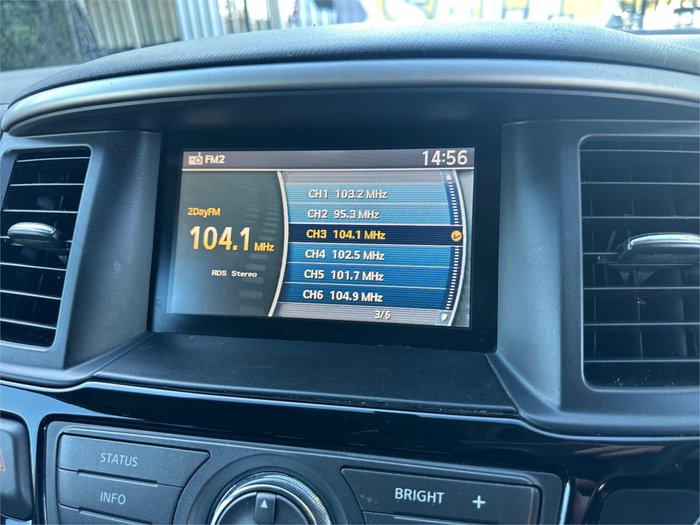 FM2 14:56
CH1 103.2 MHz
CH2 95.3 MHz
2DayFM
CH3 104.1 MHz
104.1 MHz
CH4 102.5 MHz
RDS Stereo
CH5 101.7 MHz
CH6 104.9 MHz
3/6
STATUS
INFO
BRIGHT +